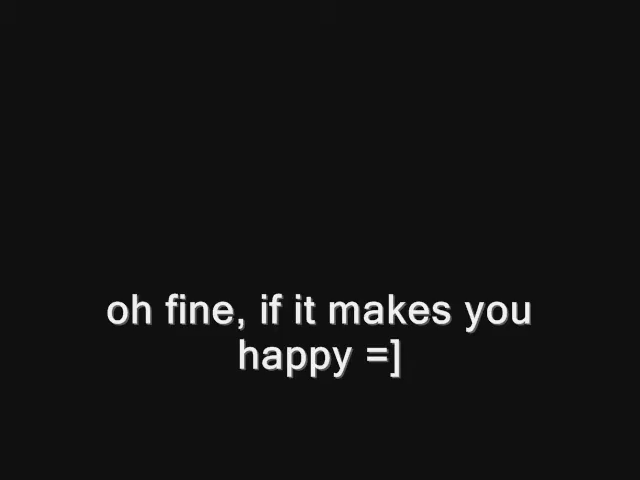 oh fine, if it makes you
happy =]